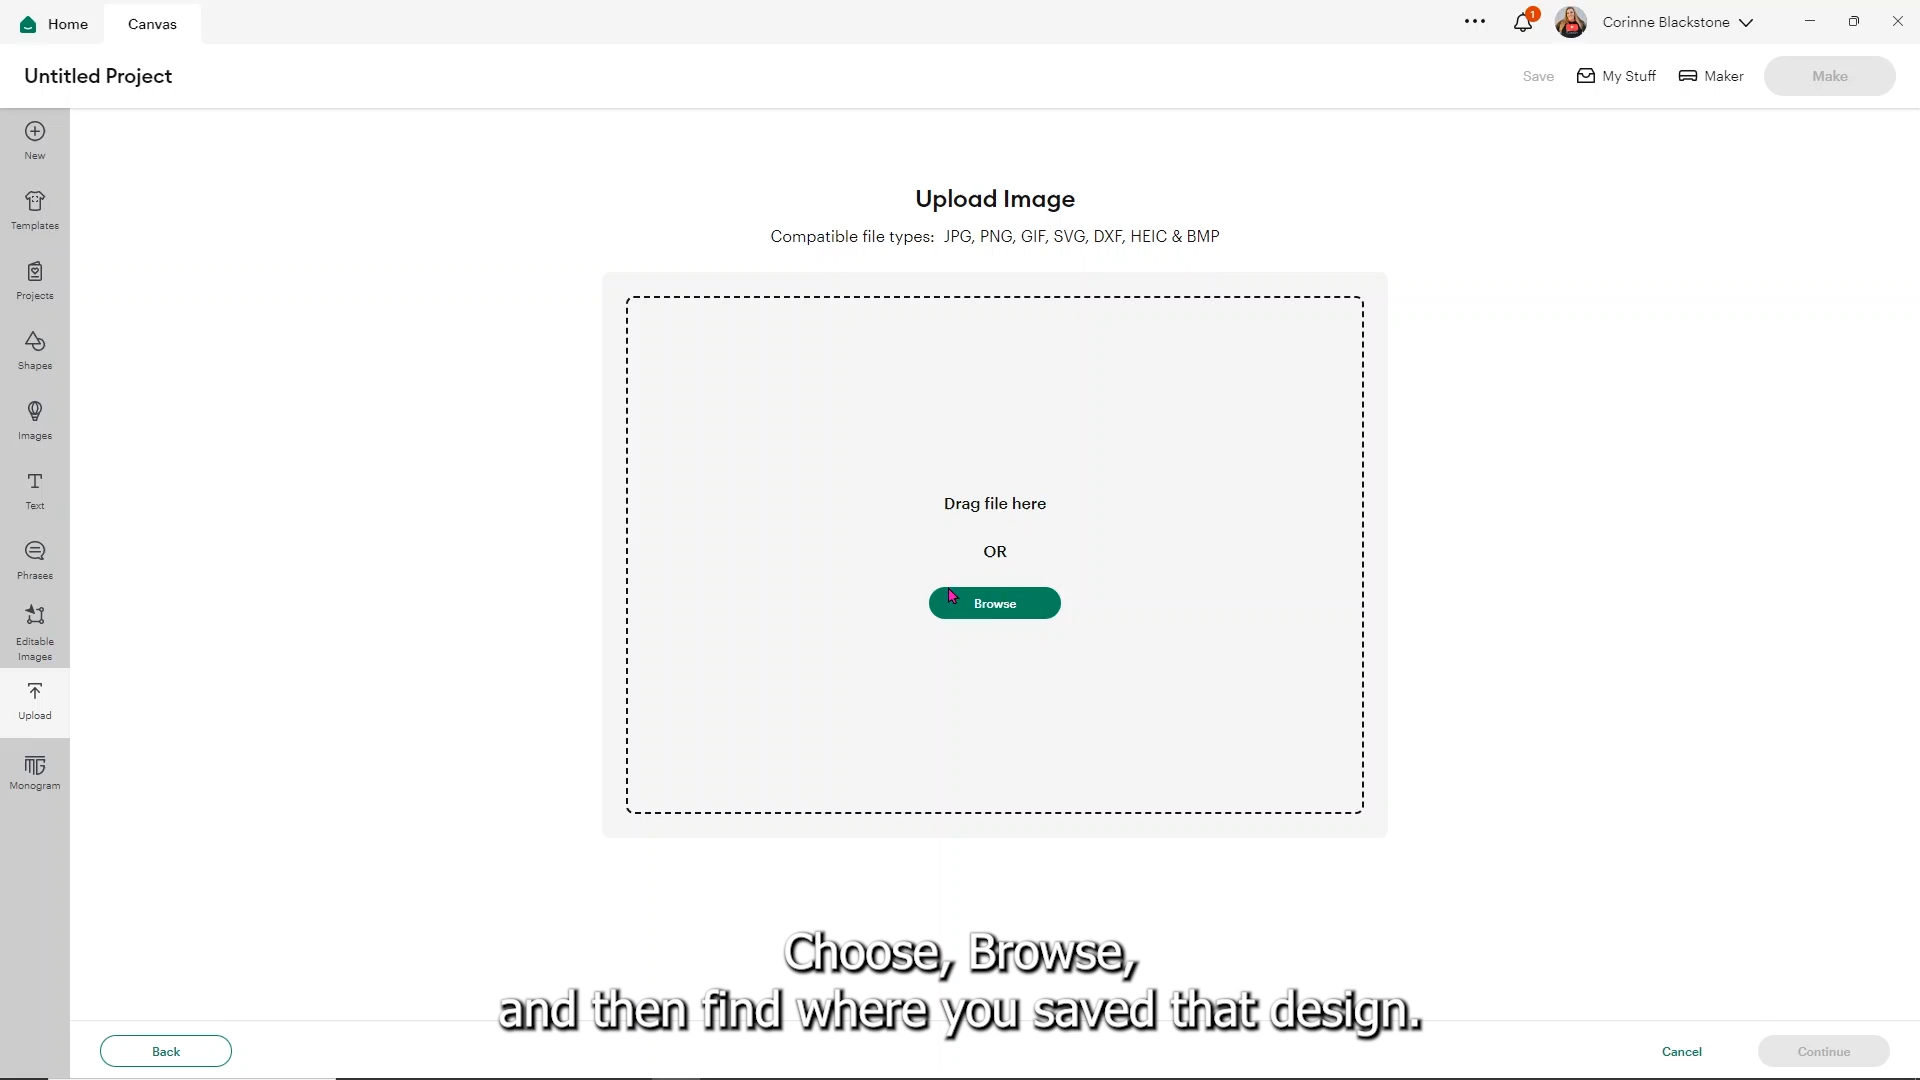 Home
Canvas
1
Corinne Blackstone
Untitled Project
Save
My Stuff
Maker
Make
New
Templates
Projects
Shapes
Images
Text
Phrases
Editable
Images
Upload
Monogram
Upload Image
Compatible file types: JPG, PNG, GIF, SVG, DXF, HEIC & BMP
Drag file here
OR
Browse
Choose, Browse,
and then find where you saved that design.
Back
Cancel
Continue